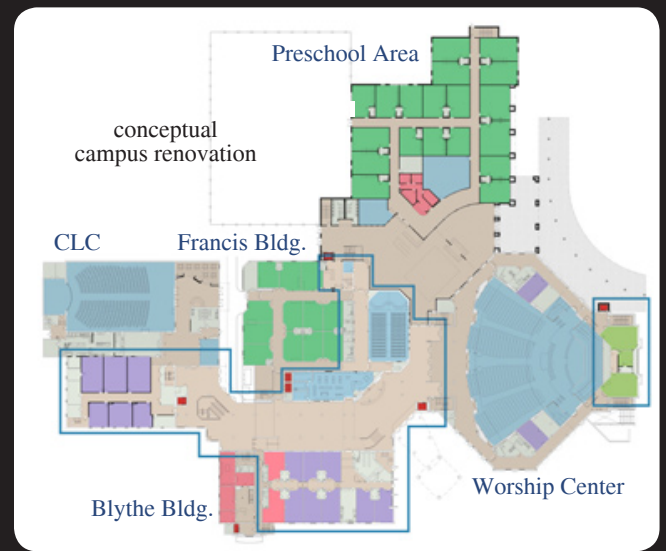 Preschool Area
conceptual
campus renovation
CLC
Francis Bldg.
Worship Center
Blythe Bldg.